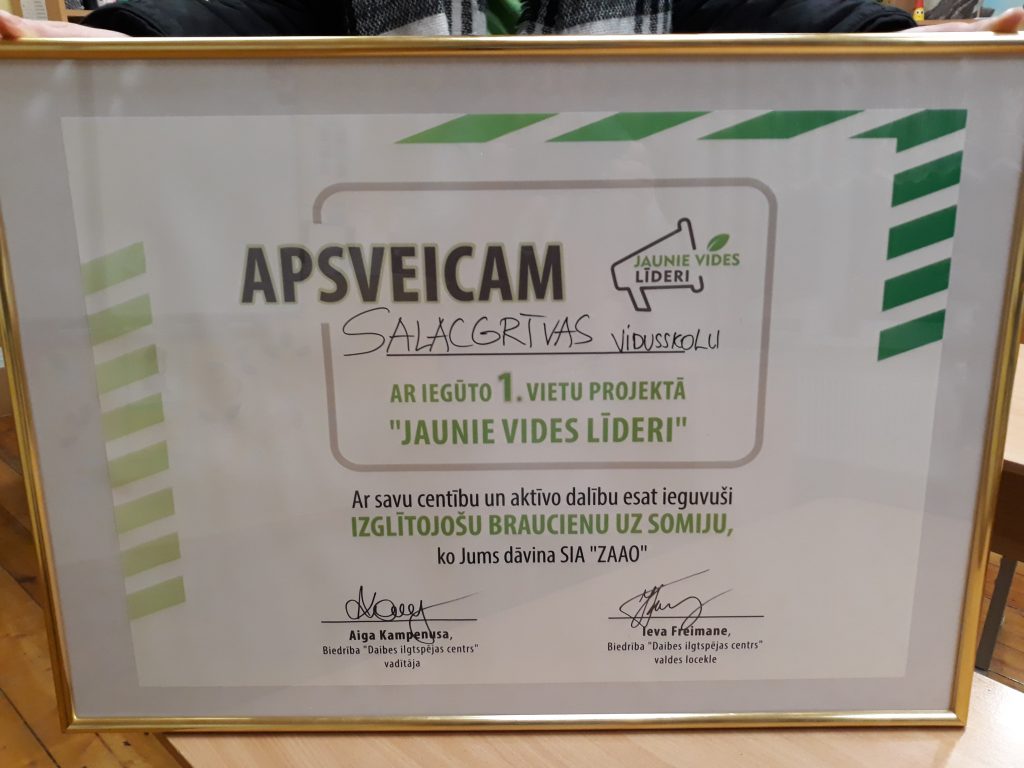 APSVEICAM
JAUNIE VIDES
LĪDERI
SALACGRĪVAS VIDUSSKOLU
AR IEGŪTO 1. VIETU PROJEKTĀ
"JAUNIE VIDES LĪDERI"
Ar savu centību un aktīvo dalību esat ieguvuši
IZGLĪTOJOŠU BRAUCIENU UZ SOMIJU,
ko Jums dāvina SIA "ZAAO"
Aiga Kampenusa,
Biedrība "Daibes ilgtspējas centrs"
vadītāja
Ieva Freimane,
Biedrība "Daibes ilgtspējas centrs"
valdes locekle